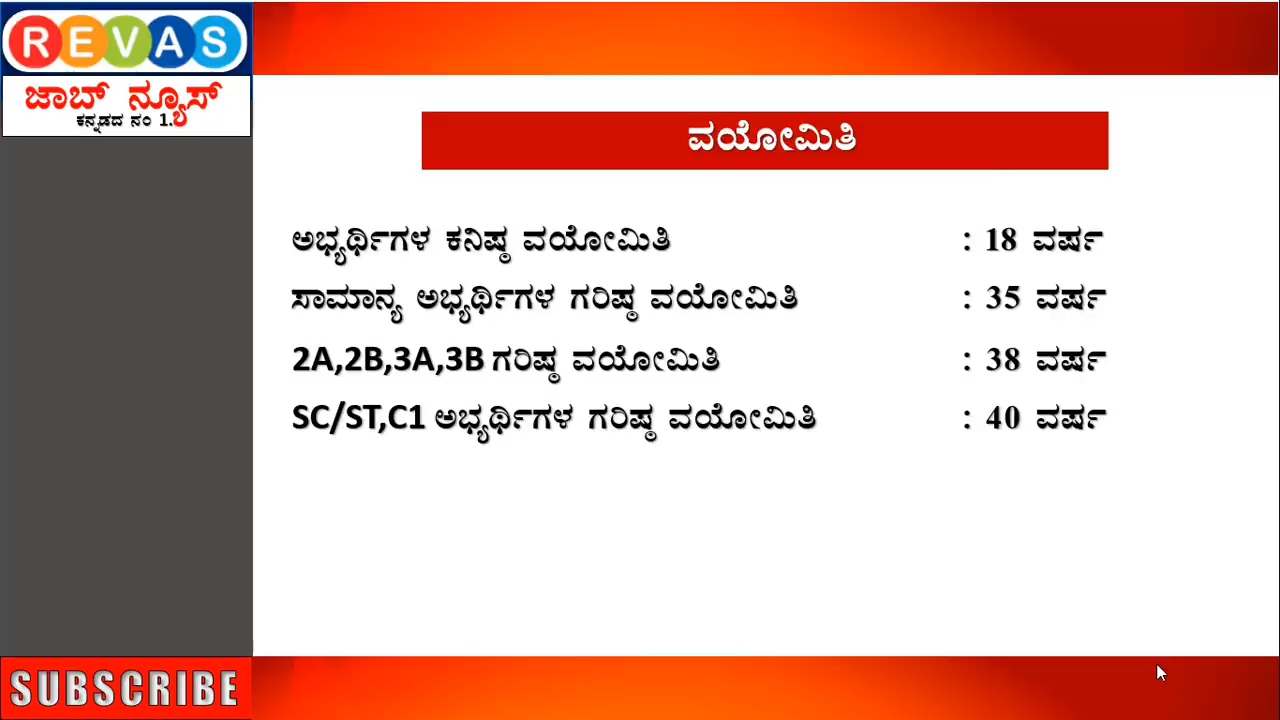 REVAS
ಜಾಬ್ ನ್ಯೂಸ್
ಕನ್ನಡದ ನಂ 1.
ವಯೋಮಿತಿ
ಅಭ್ಯರ್ಥಿಗಳ ಕನಿಷ್ಠ ವಯೋಮಿತಿ : 18 ವರ್ಷ
ಸಾಮಾನ್ಯ ಅಭ್ಯರ್ಥಿಗಳ ಗರಿಷ್ಠ ವಯೋಮಿತಿ : 35 ವರ್ಷ
2A,2B,3A,3B ಗರಿಷ್ಠ ವಯೋಮಿತಿ : 38 ವರ್ಷ
SC/ST,C1 ಅಭ್ಯರ್ಥಿಗಳ ಗರಿಷ್ಠ ವಯೋಮಿತಿ : 40 ವರ್ಷ
SUBSCRIBE